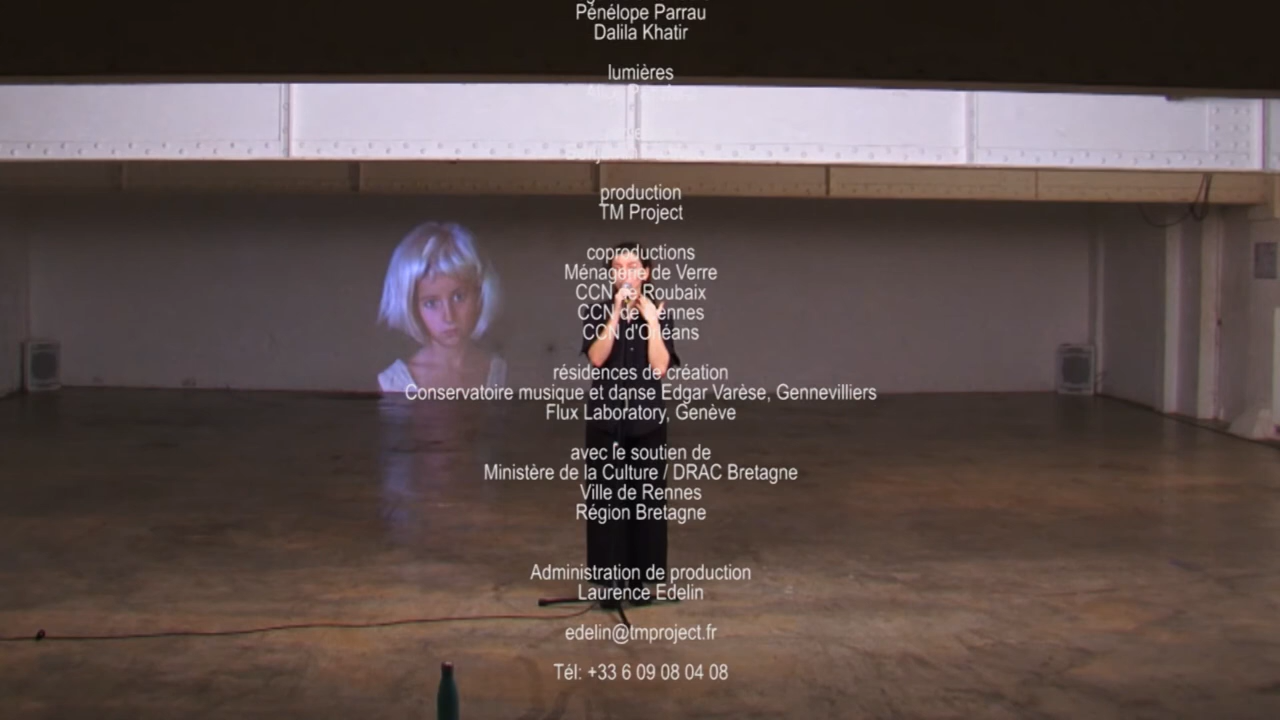 Pénélope Parrau
Dalila Khatir
lumières
production
TM Project
coproductions
Ménagerie de Verre
CCN de Roubaix
CCN de Rennes
CCN d'Orléans
résidences de création
Conservatoire musique et danse Edgar Varèse, Gennevilliers
Flux Laboratory, Genève
avec le soutien de
Ministère de la Culture / DRAC Bretagne
Ville de Rennes
Région Bretagne
Administration de production
Laurence Edelin
edelin@tmproject.fr
Tél: +33 6 09 08 04 08